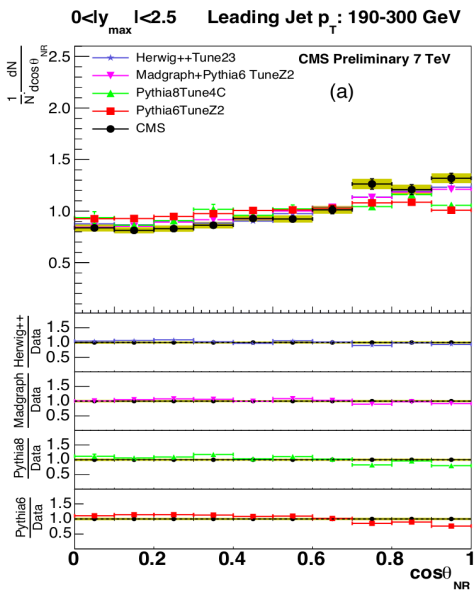 0<|y_max|<2.5 Leading Jet p_T: 190-300 GeV
1/N dN/dcosθ_NR
Herwig++Tune23
Madgraph+Pythia6 TuneZ2
Pythia8Tune4C
Pythia6TuneZ2
CMS
CMS Preliminary 7 TeV
(a)
2.5
2.0
1.5
1.0
0.5
Herwig++/Data
1.5
1.0
0.5
Madgraph/Data
1.5
1.0
0.5
Pythia8/Data
1.5
1.0
0.5
Pythia6/Data
1.5
1.0
0.5
0 0.2 0.4 0.6 0.8 1
cosθ_NR